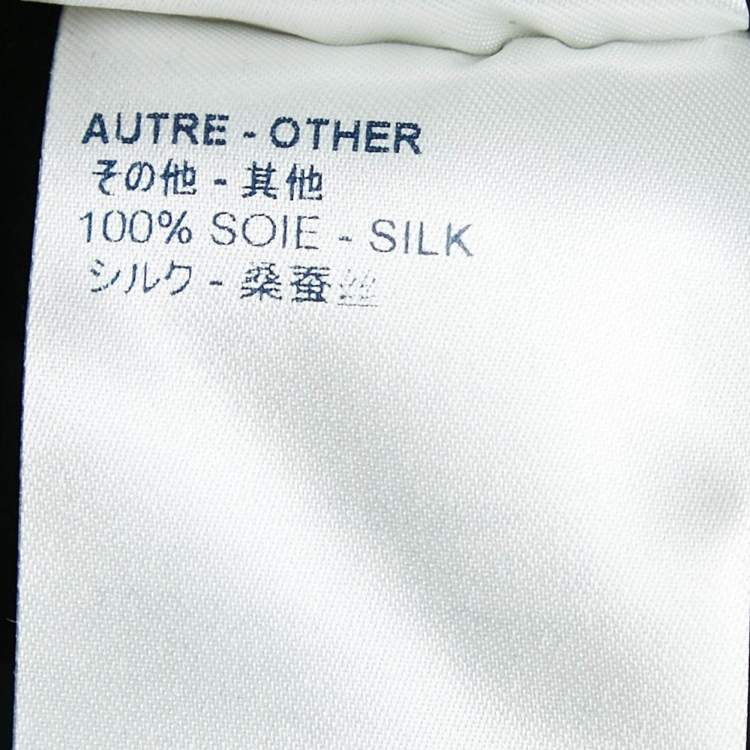 AUTRE - OTHER
その他 - 其他
100% SOIE - SILK
シルク - 桑蚕丝